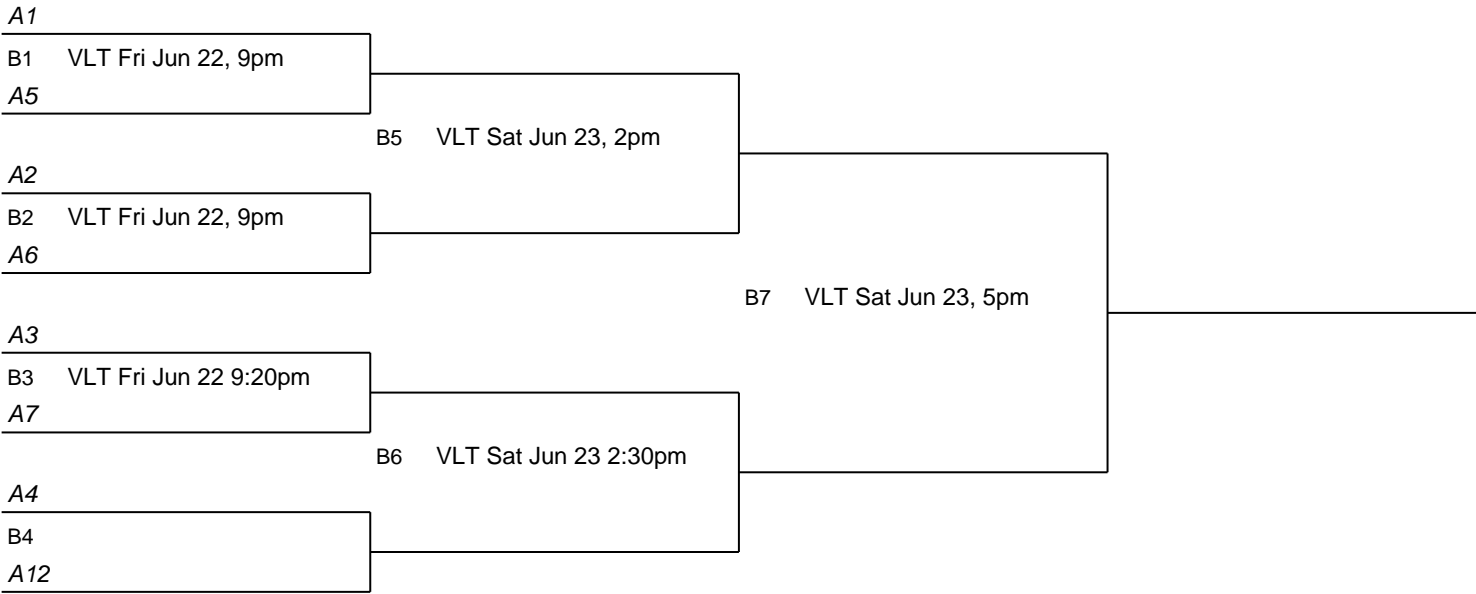 A1
B1 VLT Fri Jun 22, 9pm
A5
B5 VLT Sat Jun 23, 2pm
A2
B2 VLT Fri Jun 22, 9pm
A6
B7 VLT Sat Jun 23, 5pm
A3
B3 VLT Fri Jun 22 9:20pm
A7
B6 VLT Sat Jun 23 2:30pm
A4
B4
A12